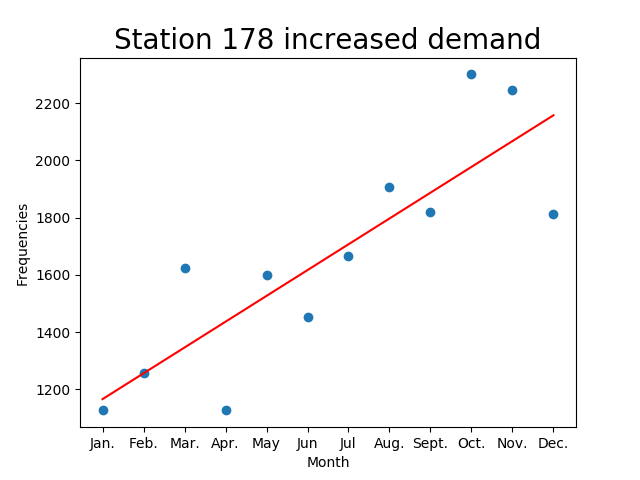 Station 178 increased demand
Frequencies
2200
2000
1800
1600
1400
1200
Jan. Feb. Mar. Apr. May Jun Jul Aug. Sept. Oct. Nov. Dec.
Month